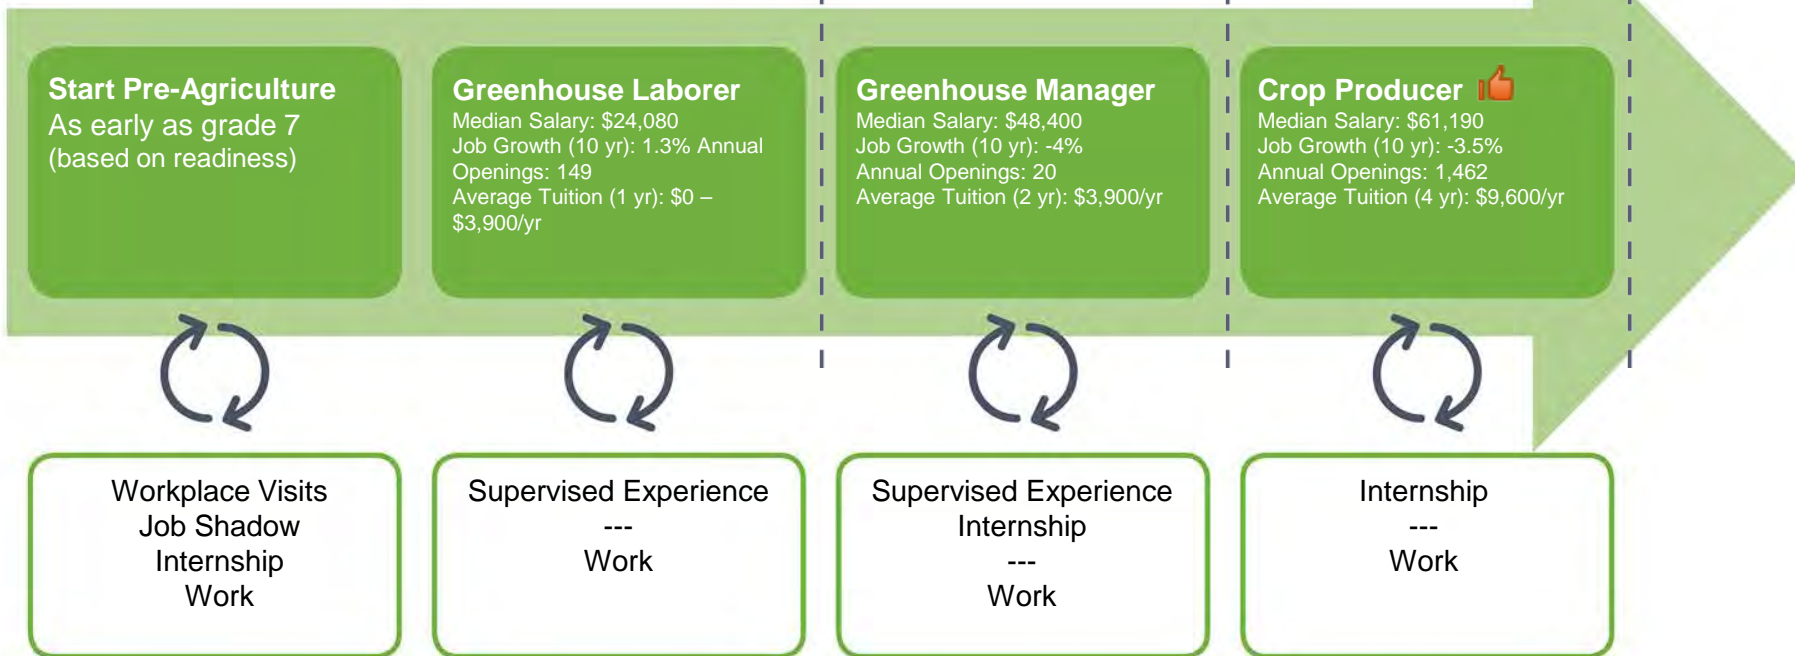 Start Pre-Agriculture
As early as grade 7
(based on readiness)
Greenhouse Laborer
Median Salary: $24,080
Job Growth (10 yr): 1.3% Annual
Openings: 149
Average Tuition (1 yr): $0 –
$3,900/yr
Greenhouse Manager
Median Salary: $48,400
Job Growth (10 yr): -4%
Annual Openings: 20
Average Tuition (2 yr): $3,900/yr
Crop Producer
Median Salary: $61,190
Job Growth (10 yr): -3.5%
Annual Openings: 1,462
Average Tuition (4 yr): $9,600/yr
Workplace Visits
Job Shadow
Internship
Work
Supervised Experience
---
Work
Supervised Experience
Internship
---
Work
Internship
---
Work